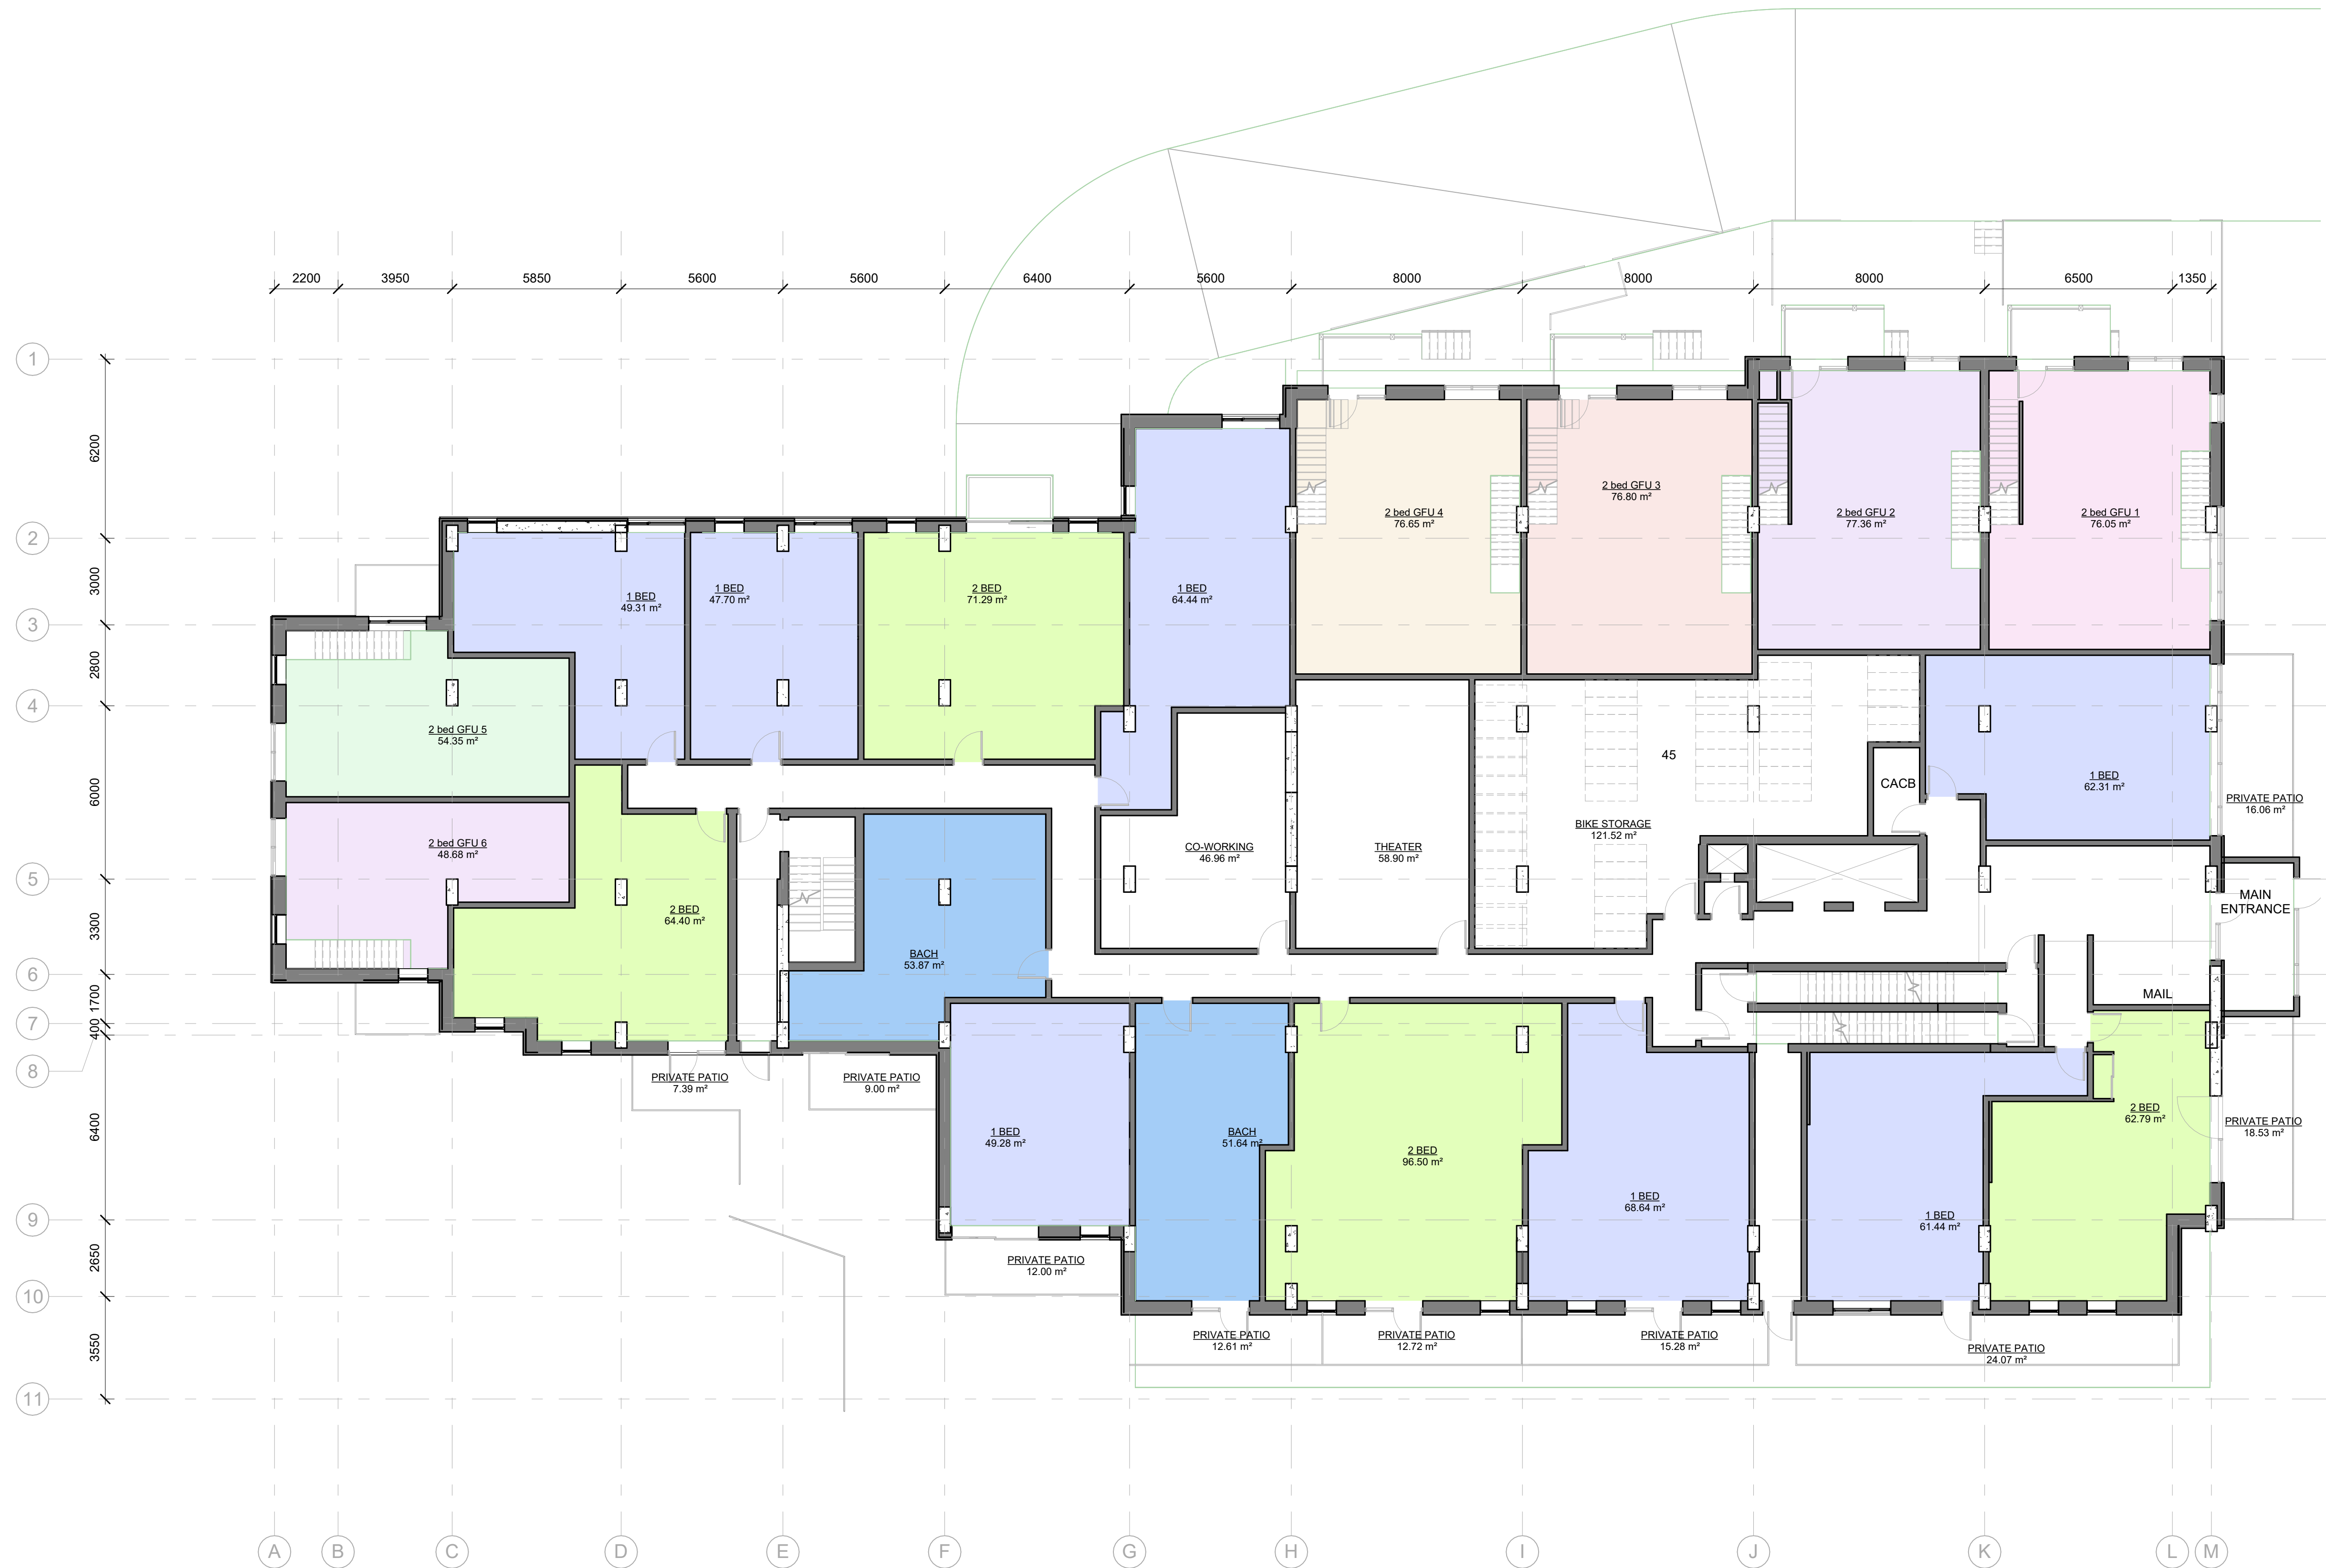 2200
3950
5850
5600
5600
6400
5600
8000
8000
8000
6500
1350
1
2
3
4
5
6
7
8
9
10
11
6200
3000
2800
6000
3300
1700
400
6400
2650
3550
2 bed GFU 4
76.65 m²
2 bed GFU 3
76.80 m²
2 bed GFU 2
77.36 m²
2 bed GFU 1
76.05 m²
1 BED
49.31 m²
1 BED
47.70 m²
2 BED
71.29 m²
1 BED
64.44 m²
2 bed GFU 5
54.35 m²
45
CACB
1 BED
62.31 m²
PRIVATE PATIO
16.06 m²
2 bed GFU 6
48.68 m²
CO-WORKING
46.96 m²
THEATER
58.90 m²
BIKE STORAGE
121.52 m²
2 BED
64.40 m²
BACH
53.87 m²
MAIN
ENTRANCE
MAIL
PRIVATE PATIO
7.39 m²
PRIVATE PATIO
9.00 m²
1 BED
49.28 m²
BACH
51.64 m²
2 BED
96.50 m²
1 BED
68.64 m²
1 BED
61.44 m²
2 BED
62.79 m²
PRIVATE PATIO
18.53 m²
PRIVATE PATIO
12.00 m²
PRIVATE PATIO
12.61 m²
PRIVATE PATIO
12.72 m²
PRIVATE PATIO
15.28 m²
PRIVATE PATIO
24.07 m²
A
B
C
D
E
F
G
H
I
J
K
L
M